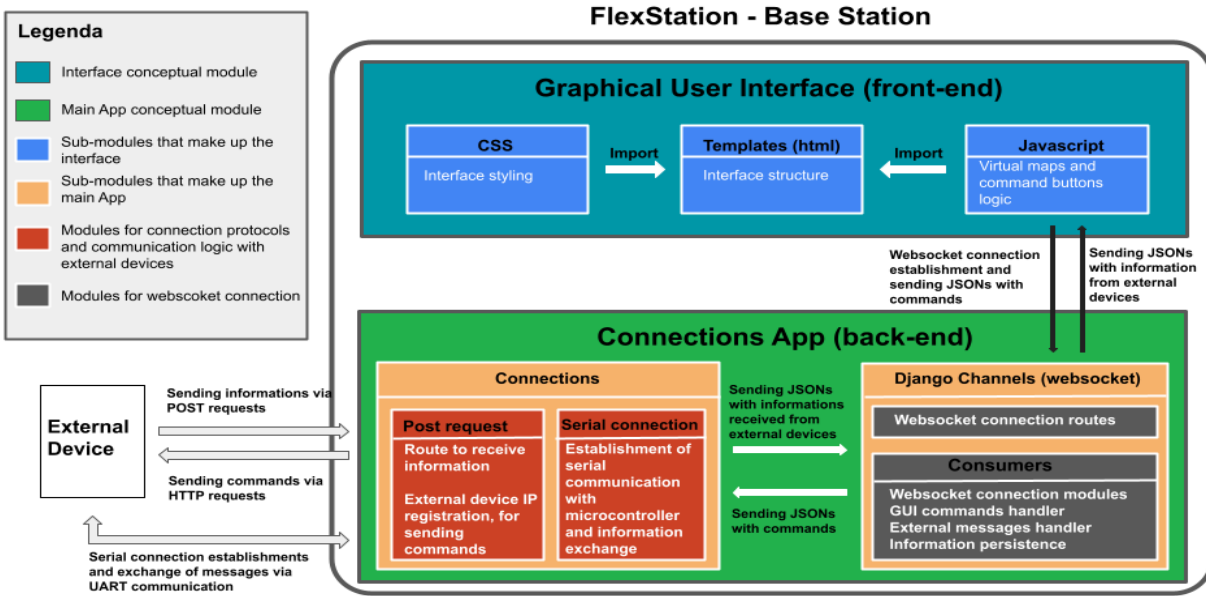 FlexStation - Base Station
Legenda
Interface conceptual module
Main App conceptual module
Sub-modules that make up the
interface
Sub-modules that make up the
main App
Modules for connection protocols
and communication logic with
external devices
Modules for webscoket connection
Graphical User Interface (front-end)
CSS
Interface styling
Import
Templates (html)
Interface structure
Import
Javascript
Virtual maps and
command buttons
logic
Websocket connection
establishment and
sending JSONs with
commands
Sending JSONs
with information
from external
devices
Connections App (back-end)
Connections
Post request
Route to receive
information
External device IP
registration, for
sending
commands
Serial connection
Establishment of
serial
communication
with
microcontroller
and information
exchange
Sending JSONs
with informations
received from
external devices
Sending JSONs
with commands
Django Channels (websocket)
Websocket connection routes
Consumers
Websocket connection modules
GUI commands handler
External messages handler
Information persistence
External
Device
Sending informations via
POST requests
Sending commands via
HTTP requests
Serial connection establishments
and exchange of messages via
UART communication